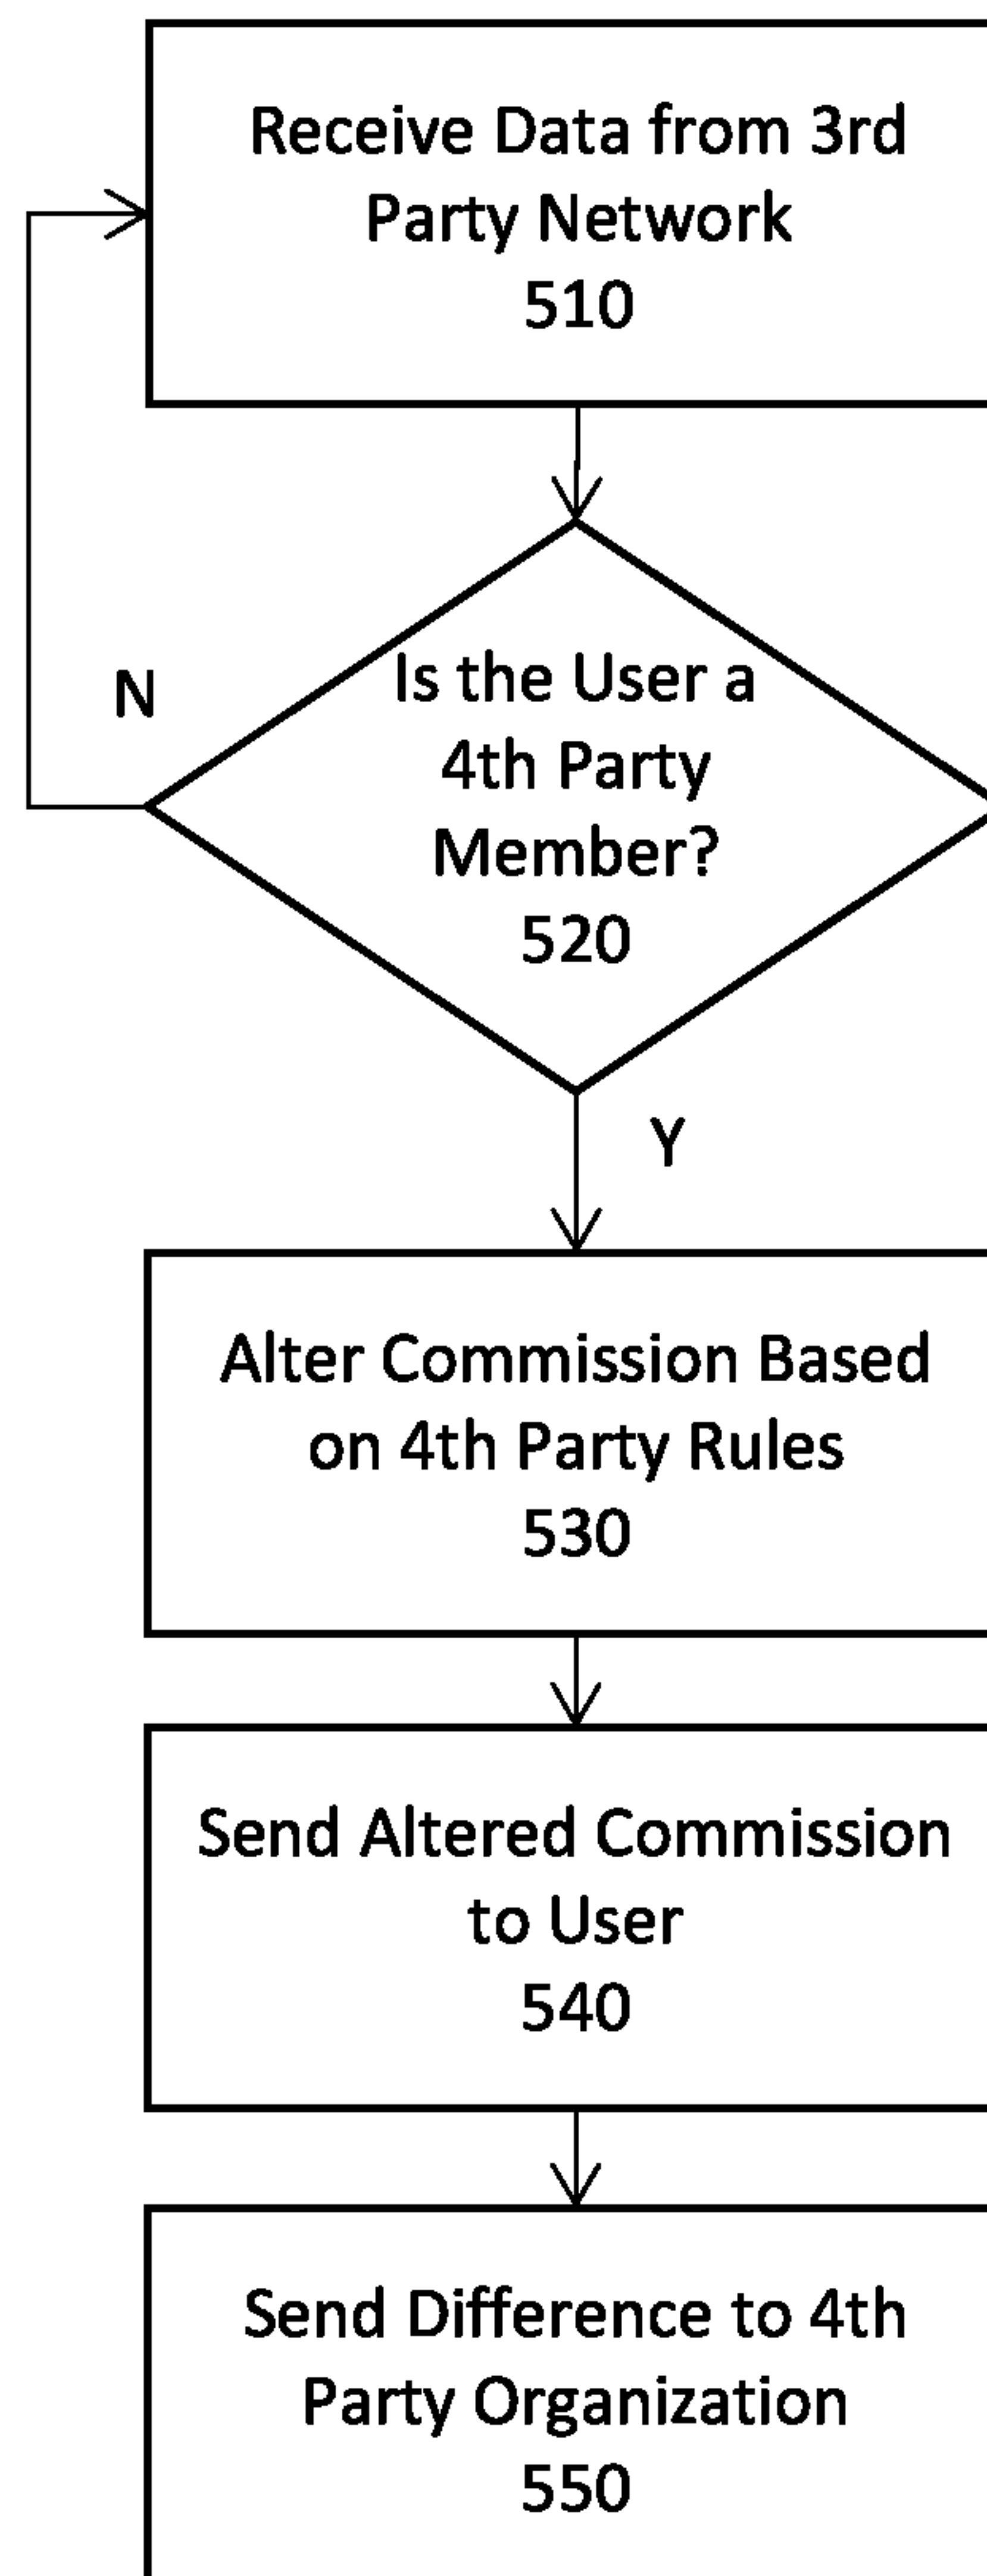 Receive Data from 3rd
Party Network
510
Is the User a
4th Party
Member?
520
N
Y
Alter Commission Based
on 4th Party Rules
530
Send Altered Commission
to User
540
Send Difference to 4th
Party Organization
550